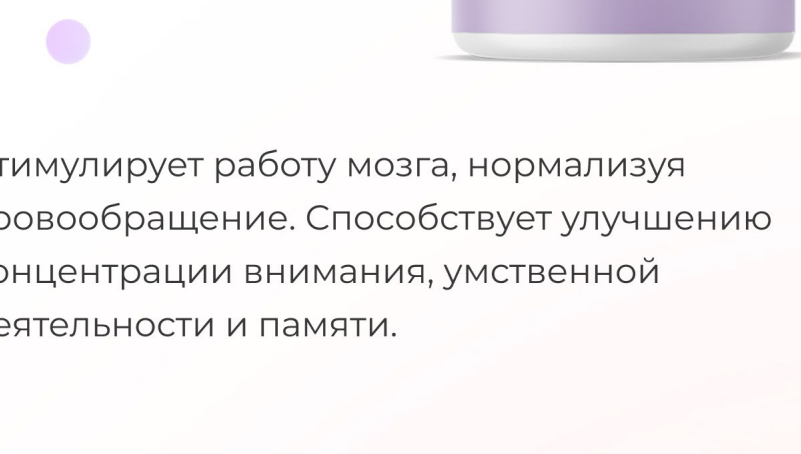 тимулирует работу мозга, нормализуя
ровообращение. Способствует улучшению
онцентрации внимания, умственной
еятельности и памяти.